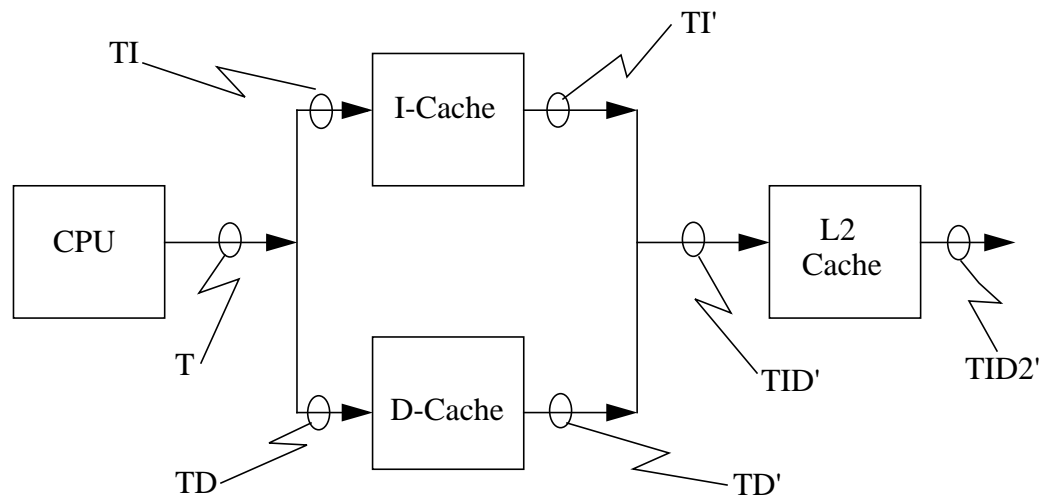 TI
TI'
I-Cache
CPU
L2
Cache
T
TID'
TID2'
D-Cache
TD
TD'